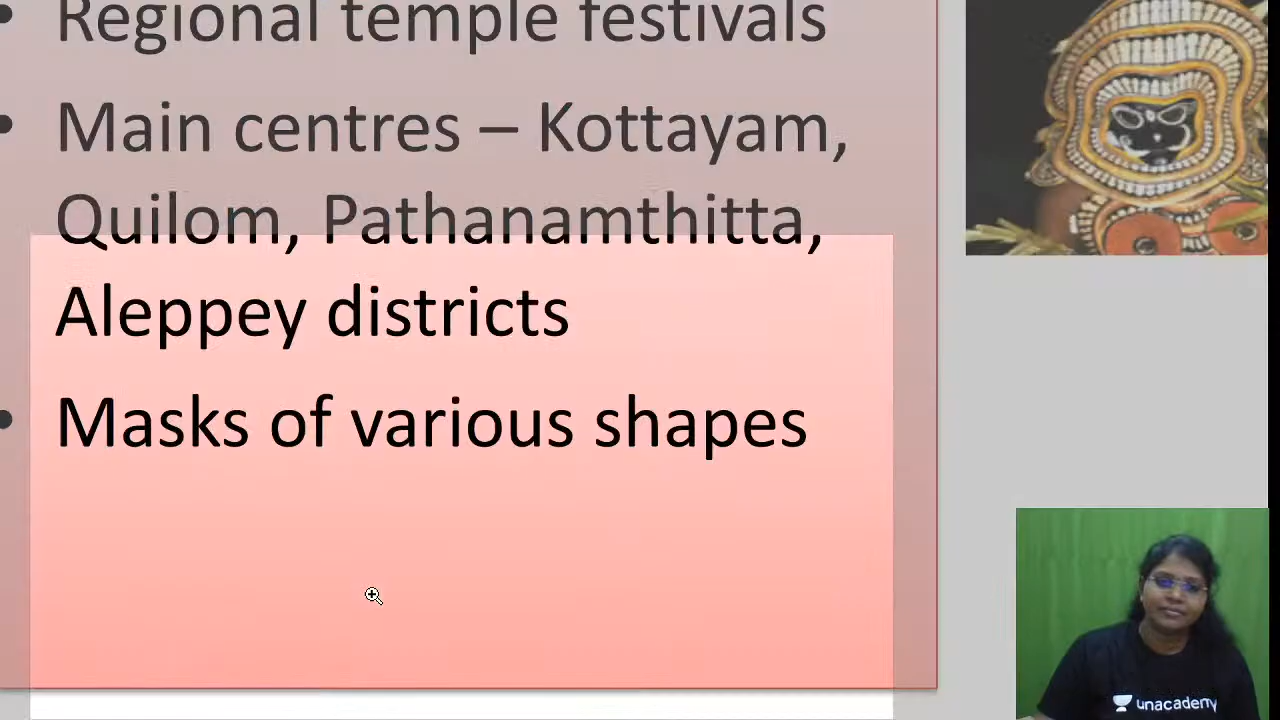 • Regional temple festivals
• Main centres – Kottayam,
Quilom, Pathanamthitta,
Aleppey districts
• Masks of various shapes
unacademy